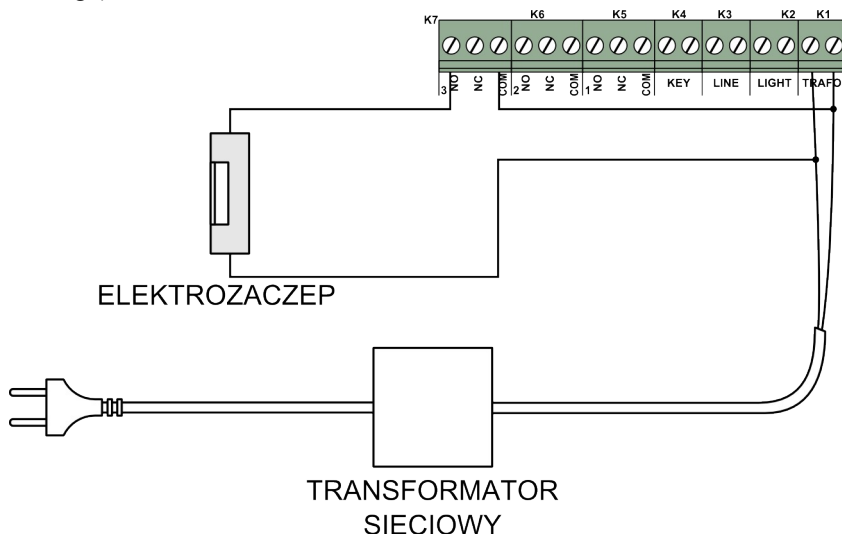 K7 K6 K5 K4 K3 K2 K1
3 NO NC COM 2 NO NC COM 1 NO NC COM KEY LINE LIGHT TRAFO
ELEKTROZACZEP
TRANSFORMATOR
SIECIOWY